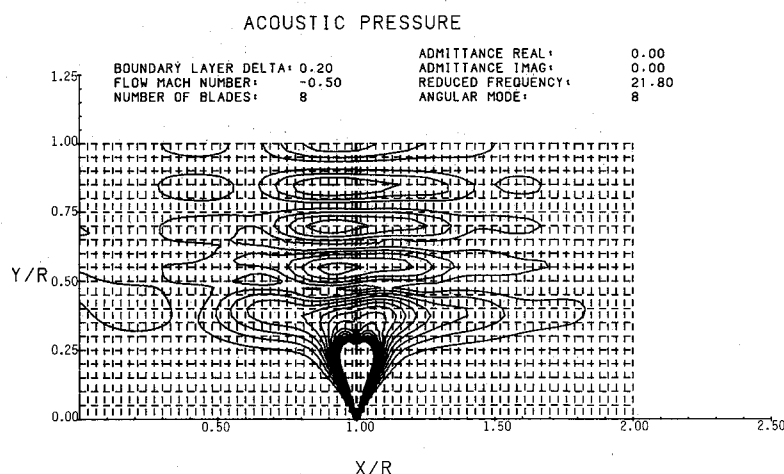 ACOUSTIC PRESSURE
ADMITTANCE REAL: 0.00
BOUNDARY LAYER DELTA: 0.20 ADMITTANCE IMAG: 0.00
FLOW MACH NUMBER: -0.50 REDUCED FREQUENCY: 21.80
NUMBER OF BLADES: 8 ANGULAR MODE: 8
1.25
1.00
0.75
Y/R 0.50
0.25
0.00
0.50 1.00 1.50 2.00 2.50
X/R